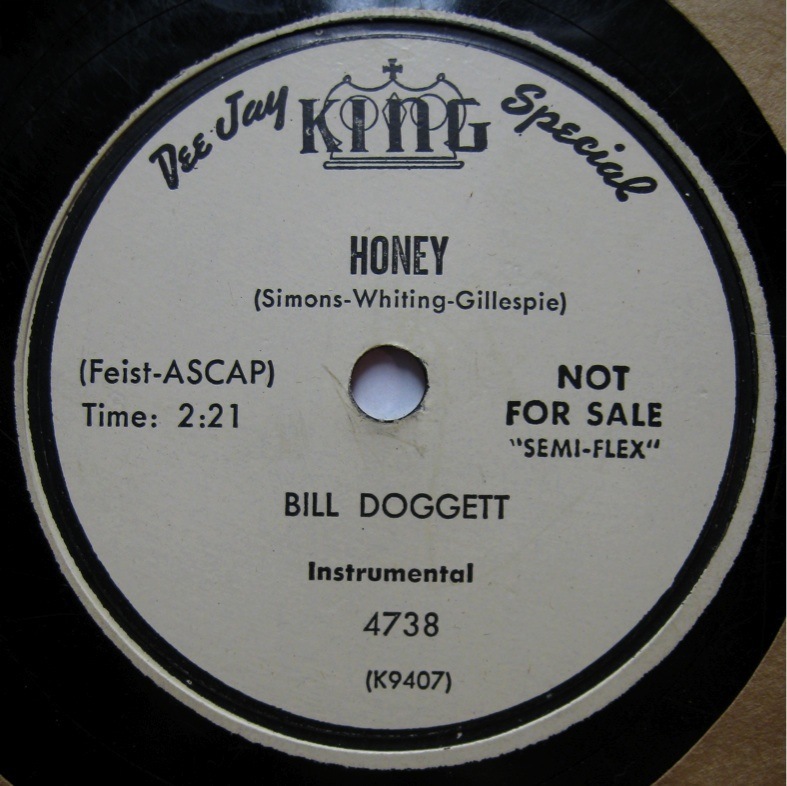 Dee Jay KING Special
HONEY
(Simons-Whiting-Gillespie)
(Feist-ASCAP)
Time: 2:21
NOT
FOR SALE
"SEMI-FLEX"
BILL DOGGETT
Instrumental
4738
(K9407)